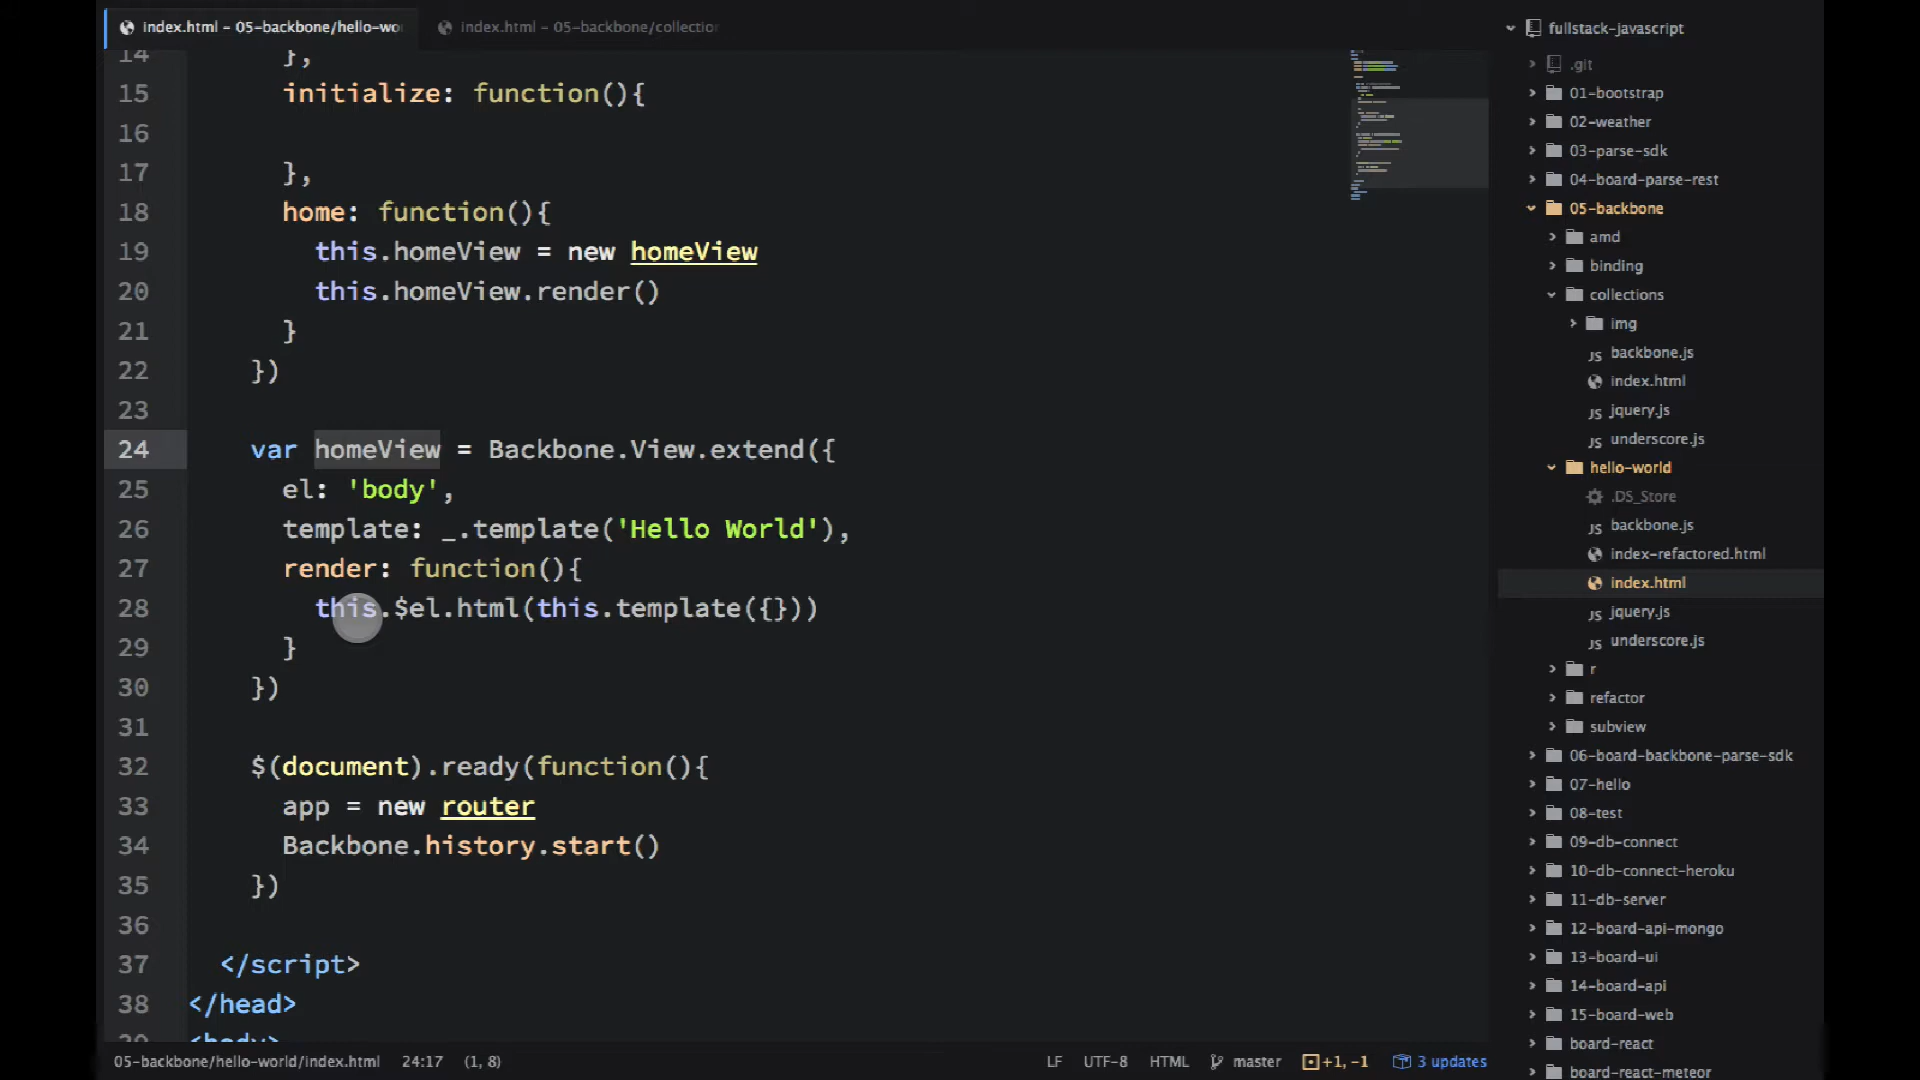 index.html – 05-backbone/hello-wo
index.html – 05-backbone/collection
14 },
15 initialize: function(){
16
17 },
18 home: function(){
19 this.homeView = new homeView
20 this.homeView.render()
21 }
22 })
23
24 var homeView = Backbone.View.extend({
25 el: 'body',
26 template: _.template('Hello World'),
27 render: function(){
28 this.$el.html(this.template({}))
29 }
30 })
31
32 $(document).ready(function(){
33 app = new router
34 Backbone.history.start()
35 })
36
37 </script>
38 </head>
39 <body>
05-backbone/hello-world/index.html 24:17 (1, 8)
LF UTF-8 HTML master +1, -1 3 updates
fullstack-javascript
.git
01-bootstrap
02-weather
03-parse-sdk
04-board-parse-rest
05-backbone
amd
binding
collections
img
JS backbone.js
index.html
JS jquery.js
JS underscore.js
hello-world
.DS_Store
JS backbone.js
index-refactored.html
index.html
JS jquery.js
JS underscore.js
r
refactor
subview
06-board-backbone-parse-sdk
07-hello
08-test
09-db-connect
10-db-connect-heroku
11-db-server
12-board-api-mongo
13-board-ui
14-board-api
15-board-web
board-react
board-react-meteor